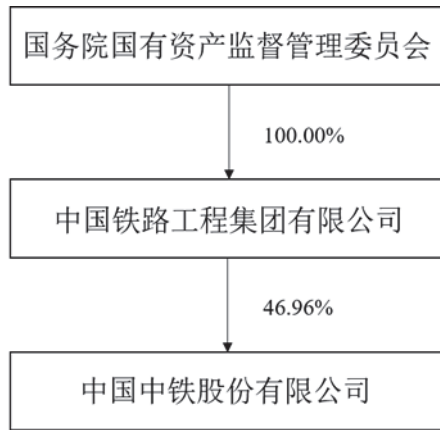 国务院国有资产监督管理委员会
100.00%
中国铁路工程集团有限公司
46.96%
中国中铁股份有限公司